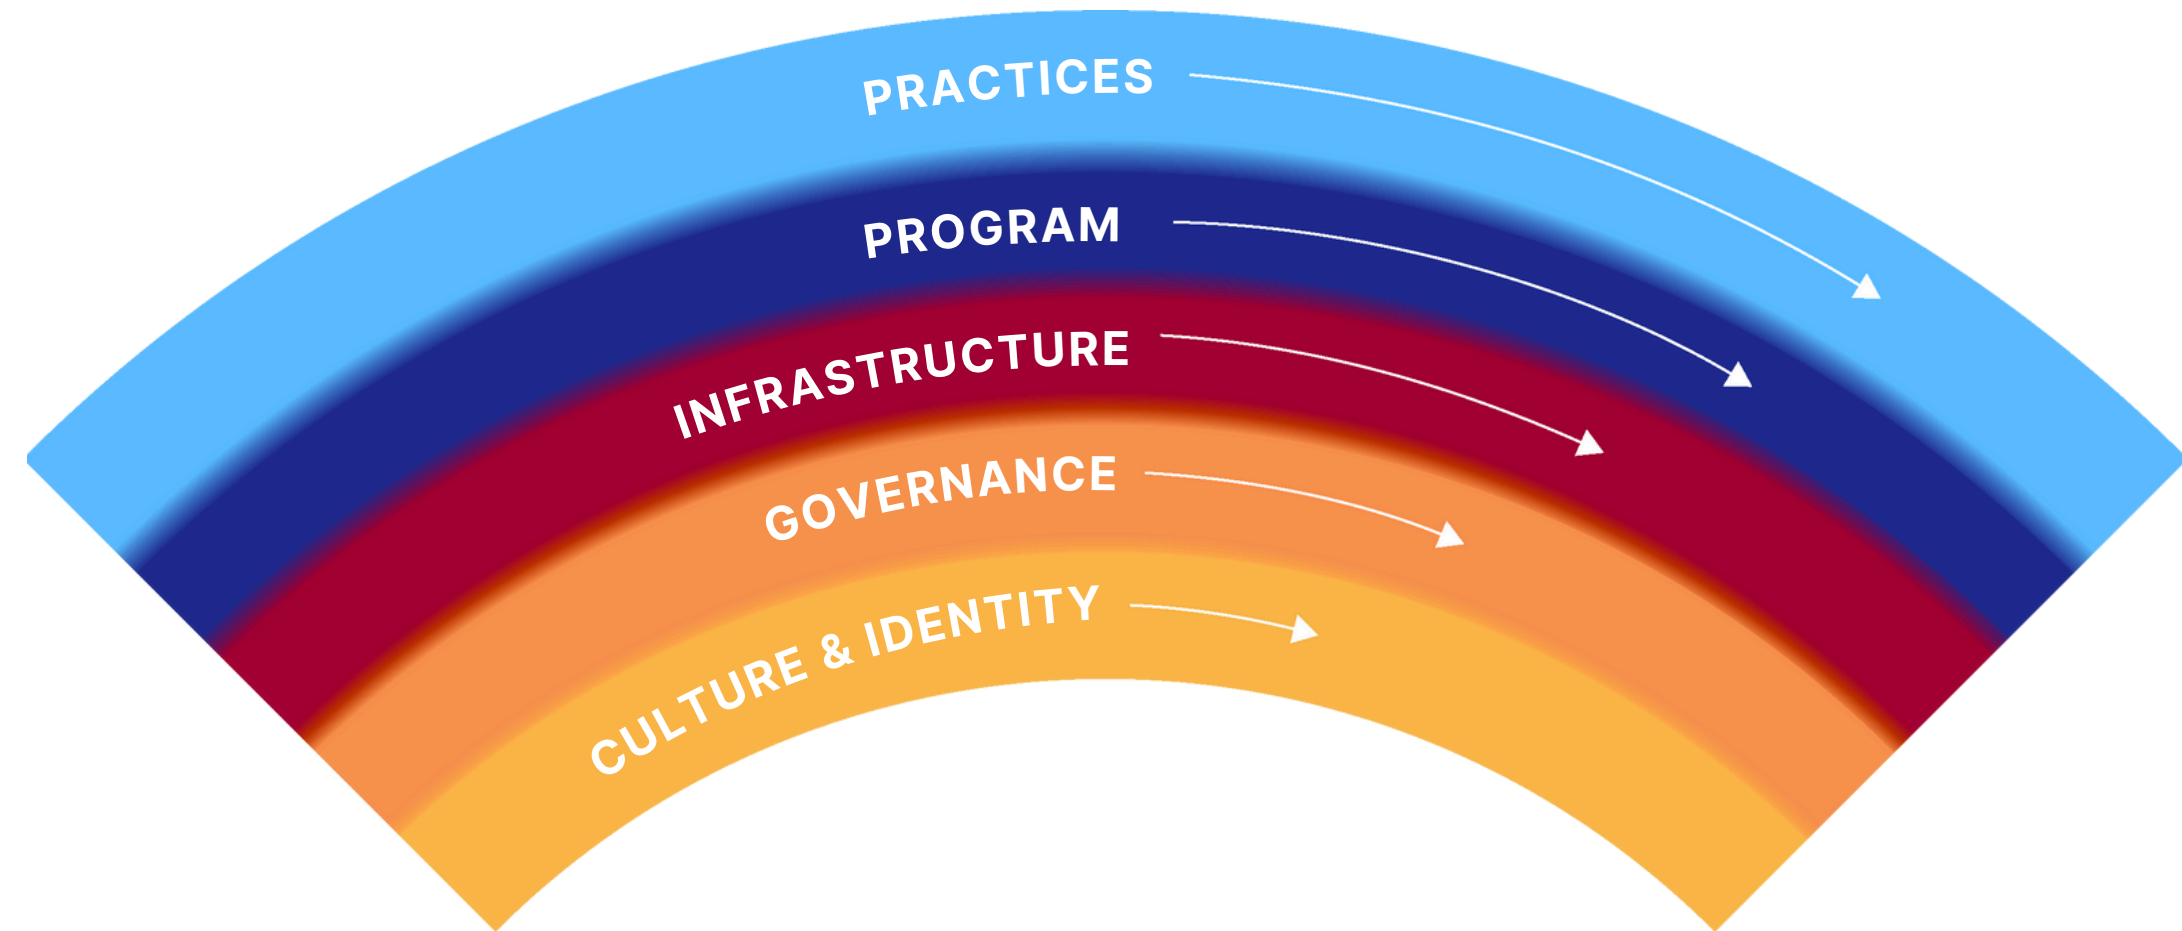 PRACTICES
PROGRAM
INFRASTRUCTURE
GOVERNANCE
CULTURE & IDENTITY